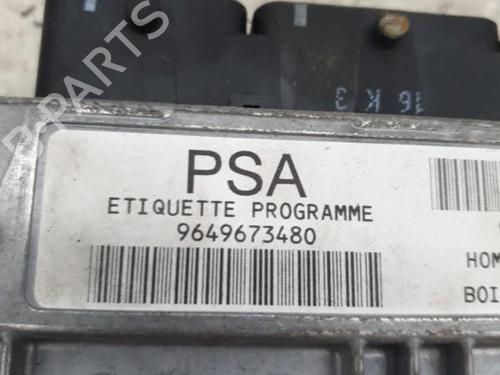 16 K 3
PSA
ETIQUETTE PROGRAMME
9649673480
HOM
BOI
B-PARTS